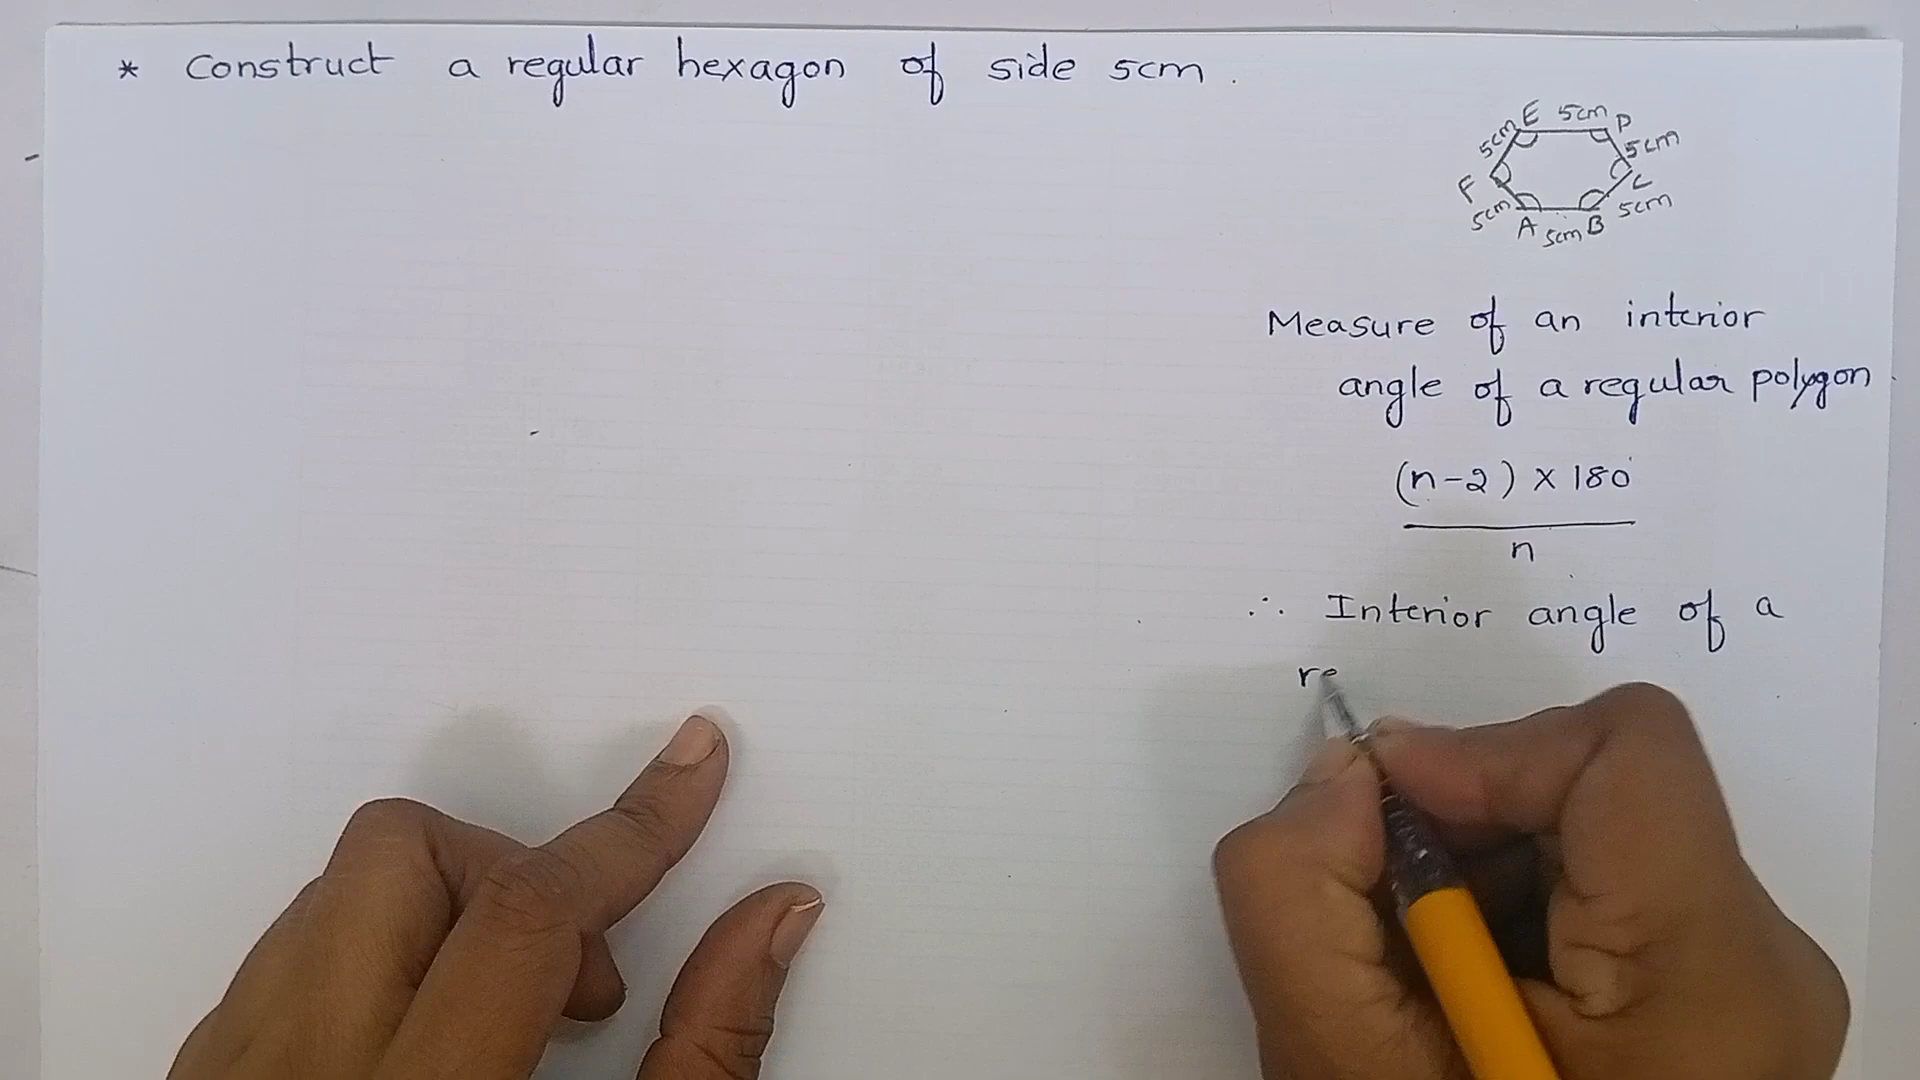 * Construct a regular hexagon of side 5cm .
E 5cm D
5cm 5cm
F C
5cm 5cm
A 5cm B
Measure of an interior
angle of a regular polygon
(n-2) × 180
n
∴ Interior angle of a
re